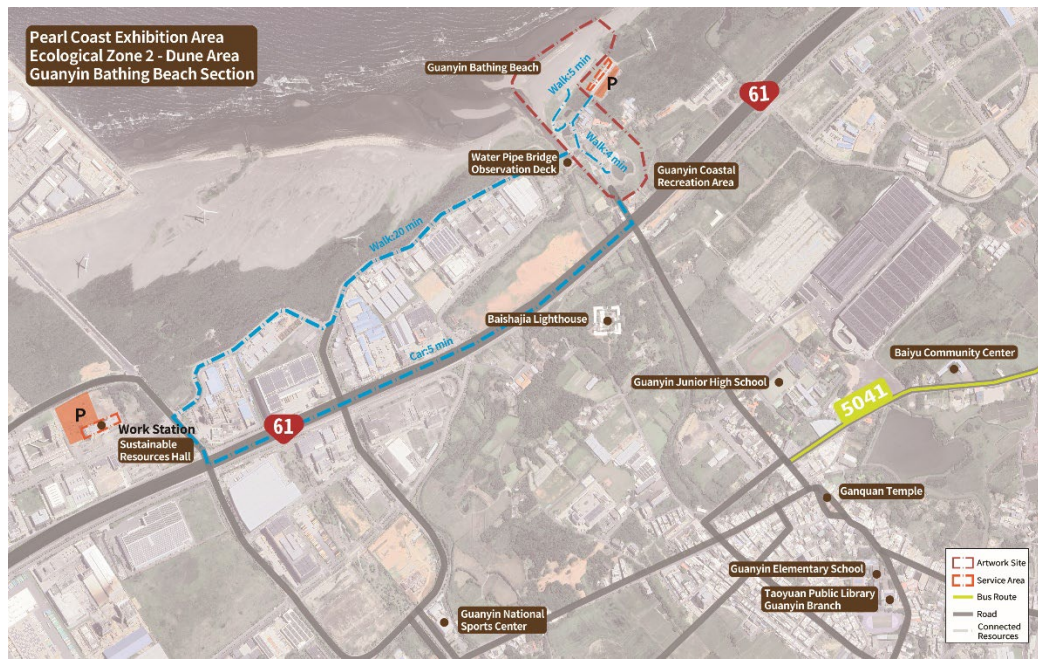 Pearl Coast Exhibition Area
Ecological Zone 2 - Dune Area
Guanyin Bathing Beach Section
Guanyin Bathing Beach
Walk:5 min
P
61
Walk:4 min
Water Pipe Bridge
Observation Deck
Guanyin Coastal
Recreation Area
Walk:20 min
Baishajia Lighthouse
Car:5 min
Baiyu Community Center
Guanyin Junior High School
5041
P
Work Station
61
Sustainable
Resources Hall
Ganquan Temple
Guanyin Elementary School
Taoyuan Public Library
Guanyin Branch
Guanyin National
Sports Center
Artwork Site
Service Area
Bus Route
Road
Connected
Resources